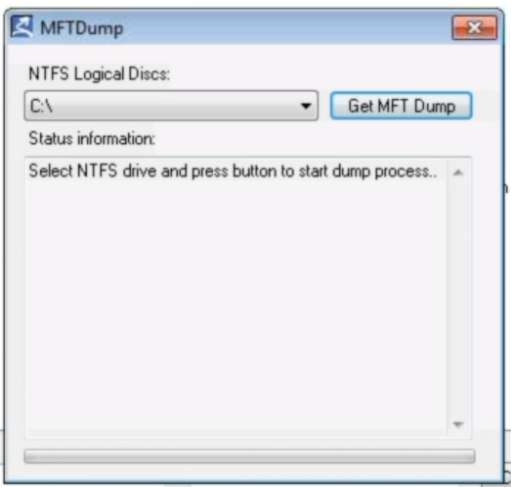 MFTDump
NTFS Logical Discs:
C:\
Get MFT Dump
Status information:
Select NTFS drive and press button to start dump process..